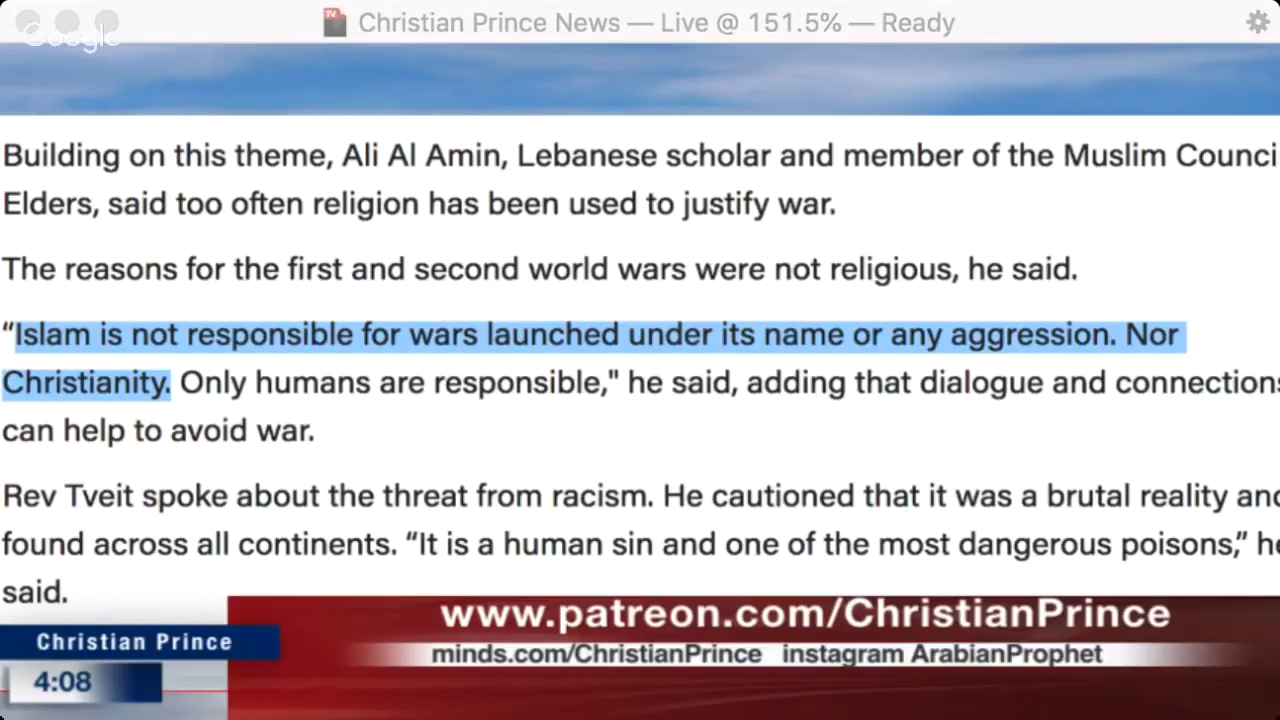 Christian Prince News — Live @ 151.5% — Ready
Google
Building on this theme, Ali Al Amin, Lebanese scholar and member of the Muslim Counci
Elders, said too often religion has been used to justify war.
The reasons for the first and second world wars were not religious, he said.
“Islam is not responsible for wars launched under its name or any aggression. Nor
Christianity. Only humans are responsible," he said, adding that dialogue and connections
can help to avoid war.
Rev Tveit spoke about the threat from racism. He cautioned that it was a brutal reality and
found across all continents. “It is a human sin and one of the most dangerous poisons,” he
said.
www.patreon.com/ChristianPrince
Christian Prince
minds.com/ChristianPrince instagram ArabianProphet
4:08